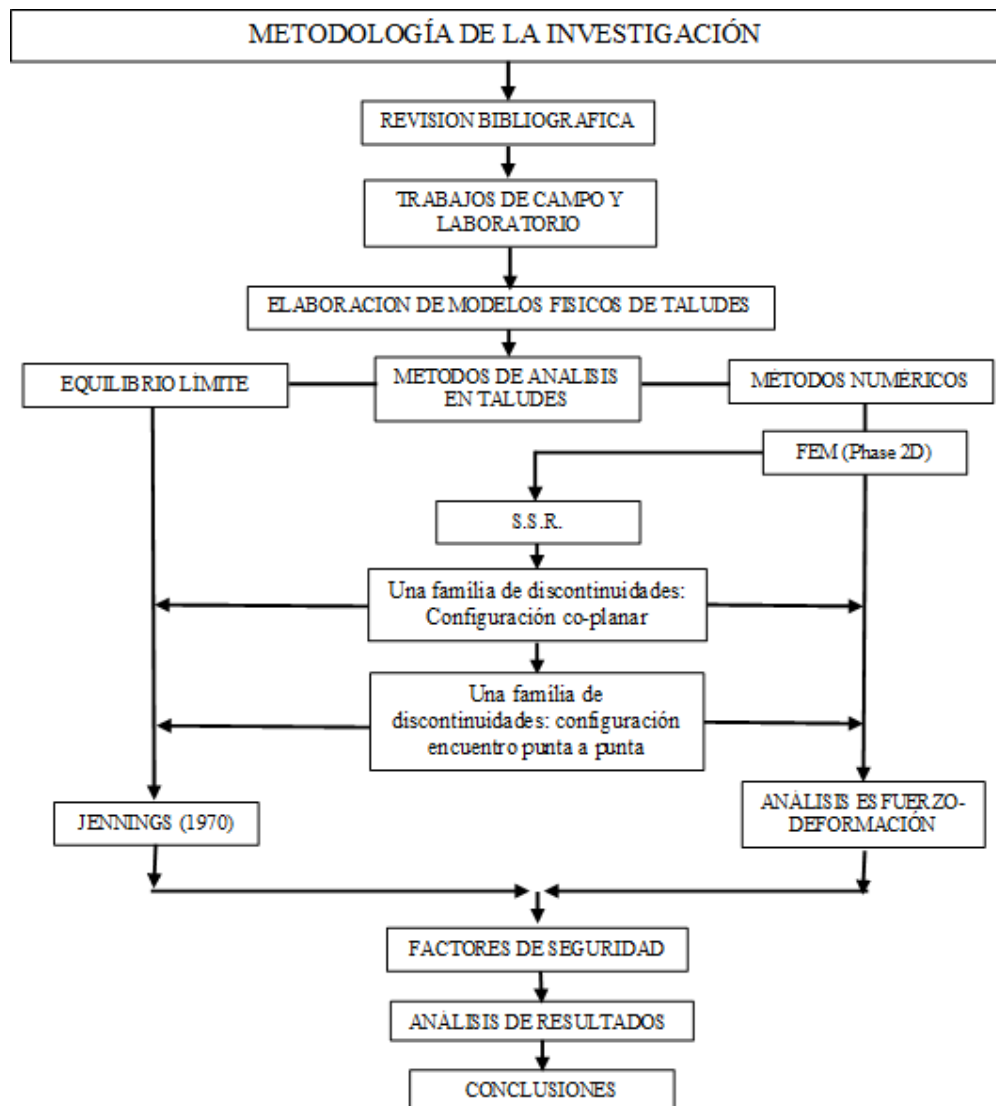 METODOLOGÍA DE LA INVESTIGACIÓN
REVISION BIBLIOGRAFICA
TRABAJOS DE CAMPO Y
LABORATORIO
ELABORACION DE MODELOS FISICOS DE TALUDES
EQUILIBRIO LÍMITE
METODOS DE ANALISIS
EN TALUDES
MÉTODOS NUMÉRICOS
FEM (Phase 2D)
S.S.R.
Una família de discontinuidades:
Configuración co-planar
Una família de
discontinuidades: configuración
encuentro punta a punta
JENNINGS (1970)
ANÁLISIS ESFUERZO-
DEFORMACIÓN
FACTORES DE SEGURIDAD
ANÁLISIS DE RESULTADOS
CONCLUSIONES